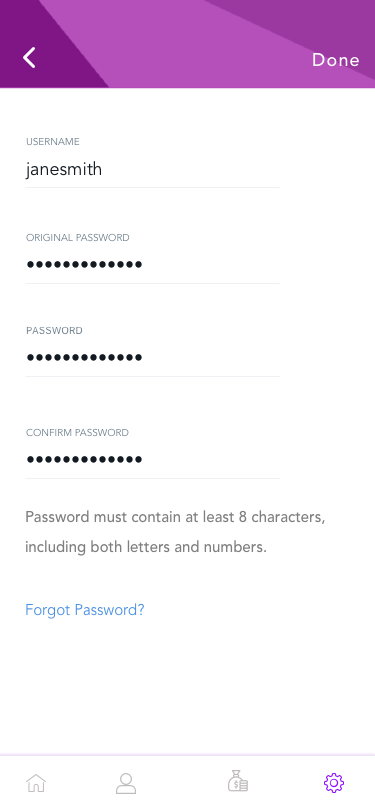 Done
USERNAME
janesmith
ORIGINAL PASSWORD
•••••••••••••
PASSWORD
•••••••••••••
CONFIRM PASSWORD
•••••••••••••
Password must contain at least 8 characters,
including both letters and numbers.
Forgot Password?